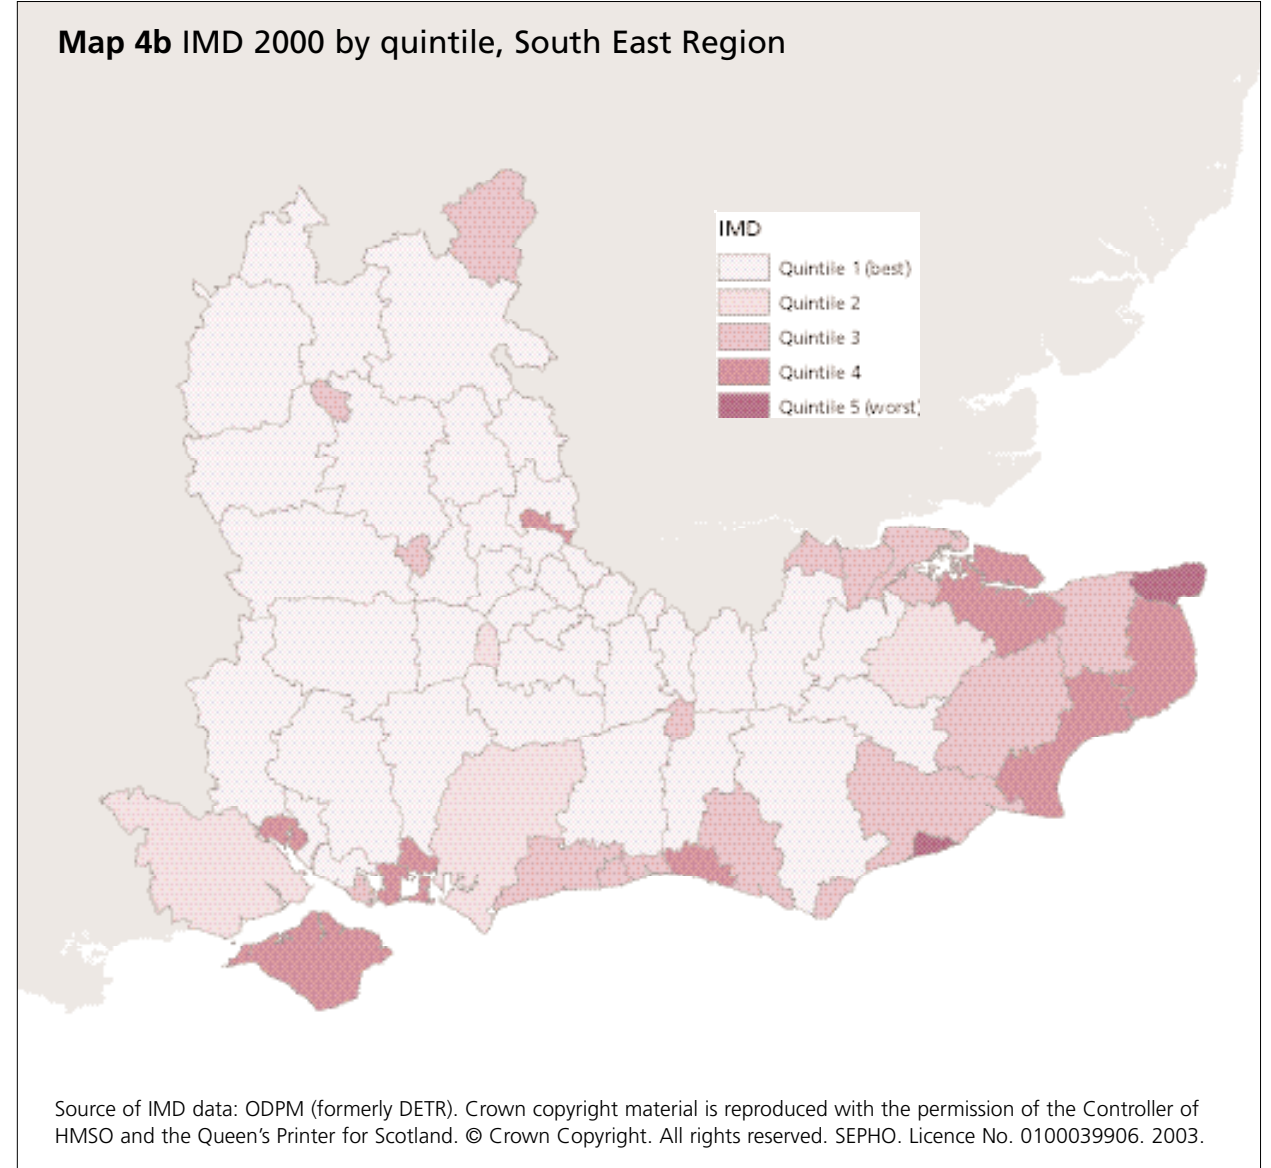 Map 4b IMD 2000 by quintile, South East Region
IMD
Quintile 1 (best)
Quintile 2
Quintile 3
Quintile 4
Quintile 5 (worst)
Source of IMD data: ODPM (formerly DETR). Crown copyright material is reproduced with the permission of the Controller of
HMSO and the Queen's Printer for Scotland. © Crown Copyright. All rights reserved. SEPHO. Licence No. 0100039906. 2003.